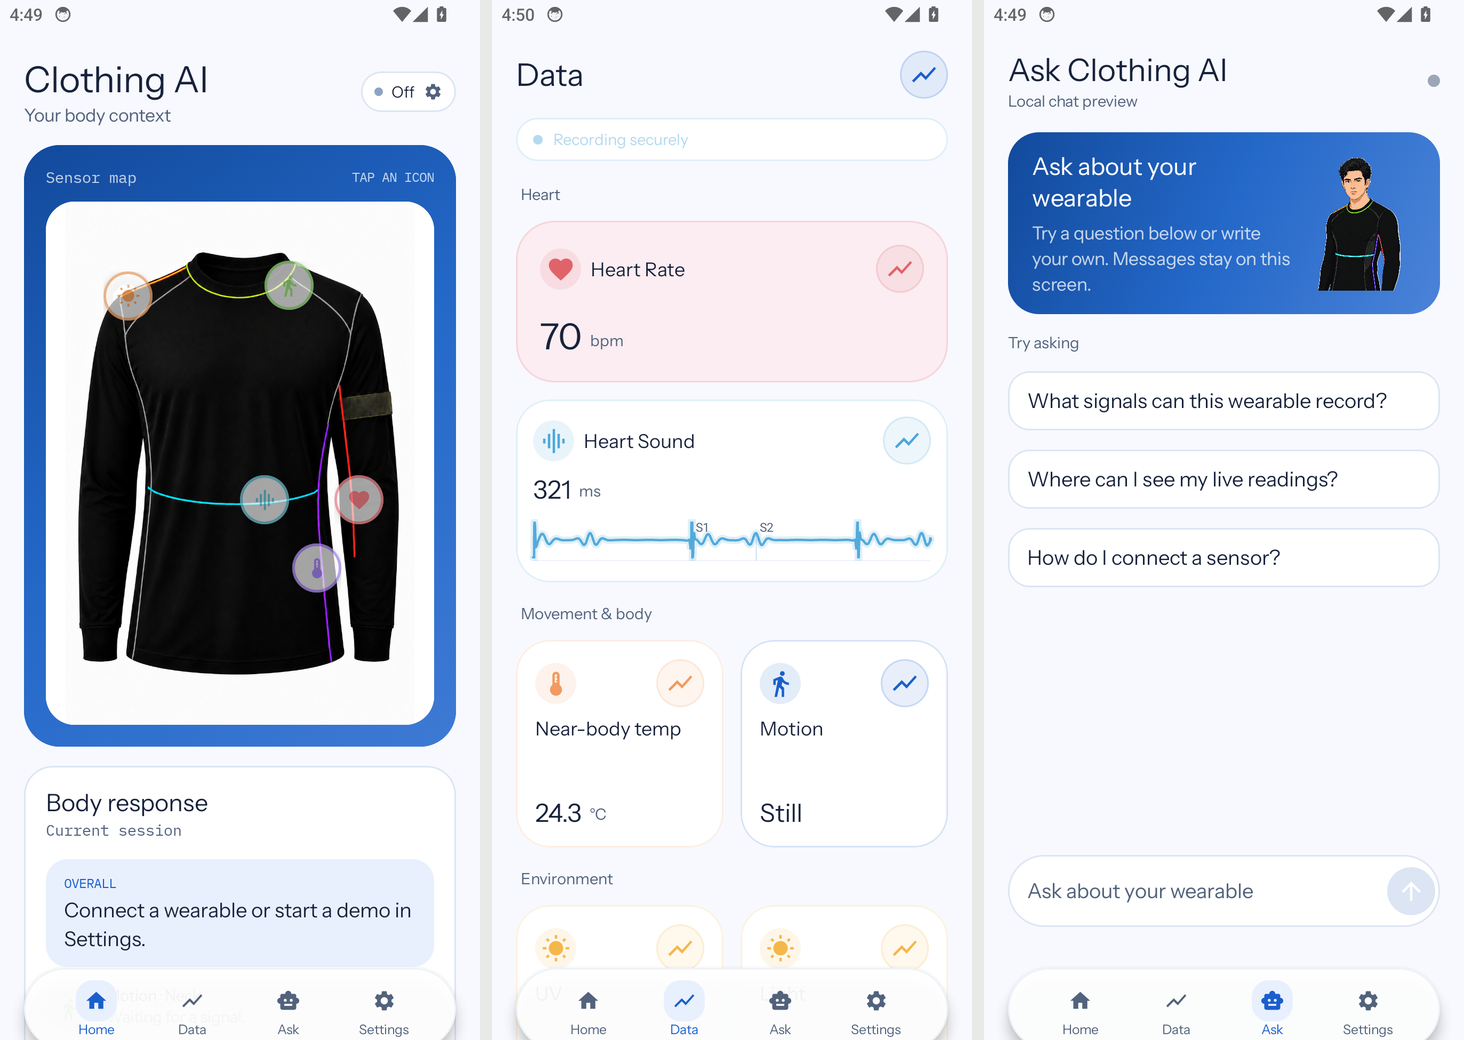 4:49
Clothing AI
Your body context
Off
Sensor map
TAP AN ICON
Body response
Current session
OVERALL
Connect a wearable or start a demo in
Settings.
Home
Data
Ask
Settings
4:50
Data
Recording securely
Heart
Heart Rate
70 bpm
Heart Sound
321 ms
S1
S2
Movement & body
Near-body temp
24.3 °C
Motion
Still
Environment
UV
Home
Data
Ask
Settings
4:49
Ask Clothing AI
Local chat preview
Ask about your
wearable
Try a question below or write
your own. Messages stay on this
screen.
Try asking
What signals can this wearable record?
Where can I see my live readings?
How do I connect a sensor?
Ask about your wearable
Home
Data
Ask
Settings